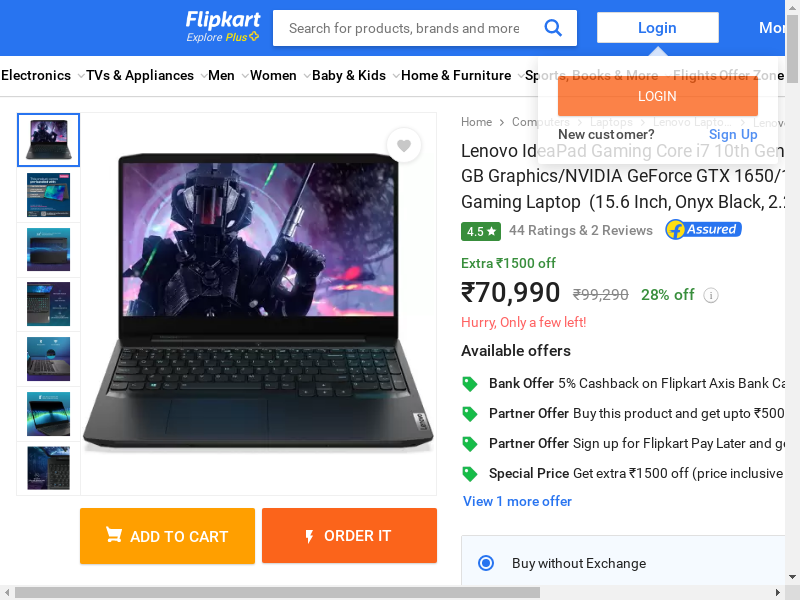 Flipkart
Explore Plus
Search for products, brands and more
Login
Electronics
TVs & Appliances
Men
Women
Baby & Kids
Home & Furniture
Sports, Books & More
Flights
Offer Zone
LOGIN
New customer?
Sign Up
Home
Computers
Laptops
Lenovo Lapto...
Lenovo IdeaPad Gaming Core i7 10th Gen
GB Graphics/NVIDIA GeForce GTX 1650/1
Gaming Laptop (15.6 Inch, Onyx Black, 2.2
4.5
44 Ratings & 2 Reviews
Assured
Extra ₹1500 off
₹70,990
₹99,290
28% off
i
Hurry, Only a few left!
Available offers
Bank Offer 5% Cashback on Flipkart Axis Bank Ca
Partner Offer Buy this product and get upto ₹500
Partner Offer Sign up for Flipkart Pay Later and ge
Special Price Get extra ₹1500 off (price inclusive
View 1 more offer
Lenovo
ADD TO CART
ORDER IT
Buy without Exchange